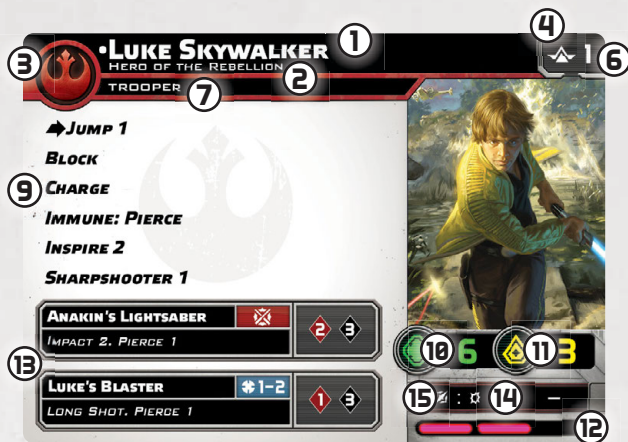 ④
①
•Luke Skywalker
③
1
⑥
Hero of the Rebellion
②
Trooper
⑦
Jump 1
Block
⑨
Charge
Immune: Pierce
Inspire 2
Sharpshooter 1
Anakin's Lightsaber
2 3
Impact 2, Pierce 1
⑩ 6 ⑪ 3
⑬
Luke's Blaster
1-2
1 3
Long Shot, Pierce 1
⑮ : ⑭ –
⑫